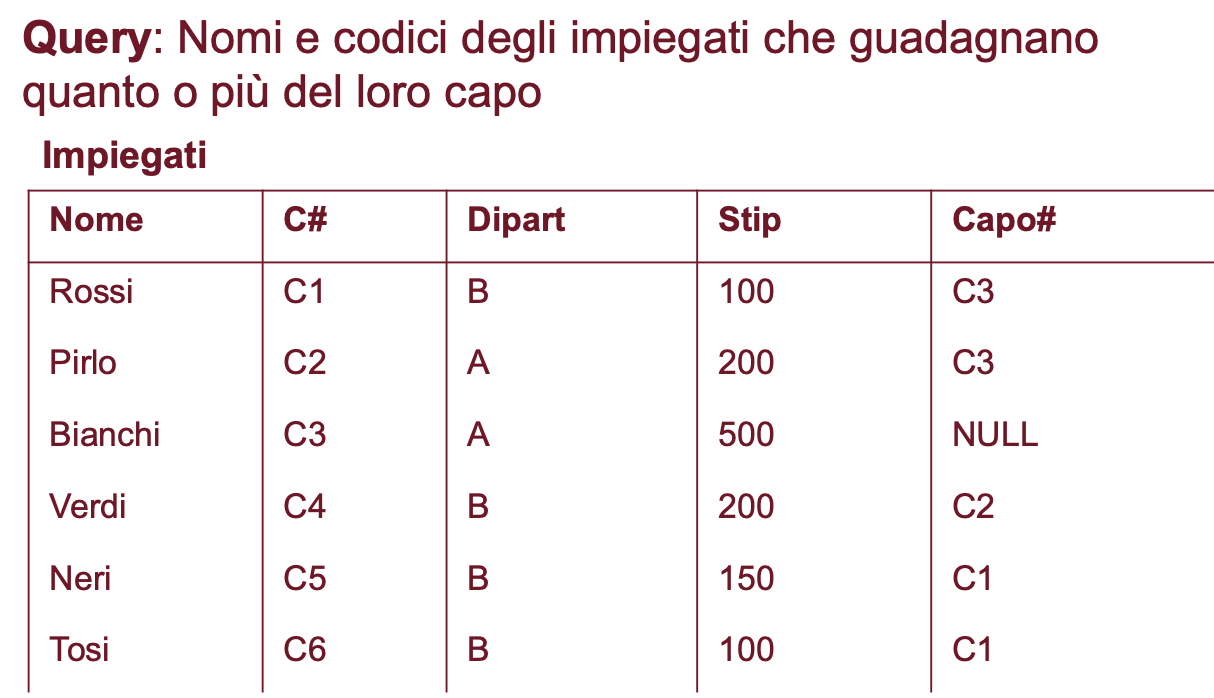 Query: Nomi e codici degli impiegati che guadagnano
quanto o più del loro capo
Impiegati
Nome C# Dipart Stip Capo#
Rossi C1 B 100 C3
Pirlo C2 A 200 C3
Bianchi C3 A 500 NULL
Verdi C4 B 200 C2
Neri C5 B 150 C1
Tosi C6 B 100 C1